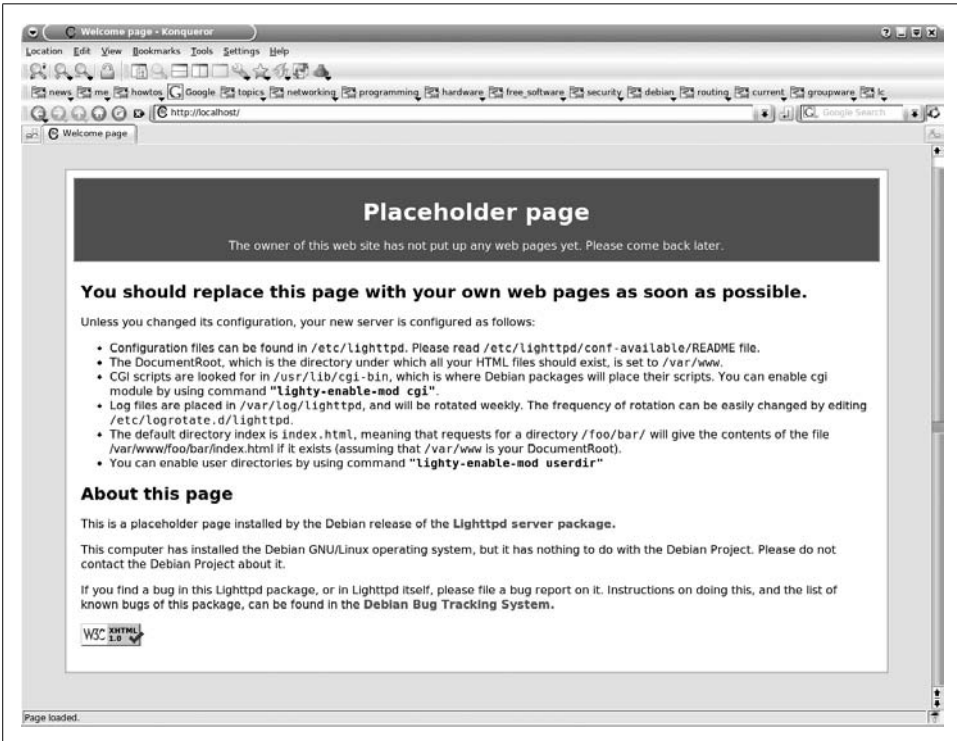 Welcome page - Konqueror
Location Edit View Bookmarks Tools Settings Help
news me howtos Google topics networking programming hardware free_software security debian routing current groupware lc
http://localhost/
Google Search
Welcome page
Placeholder page
The owner of this web site has not put up any web pages yet. Please come back later.
You should replace this page with your own web pages as soon as possible.
Unless you changed its configuration, your new server is configured as follows:
• Configuration files can be found in /etc/lighttpd. Please read /etc/lighttpd/conf-available/README file.
• The DocumentRoot, which is the directory under which all your HTML files should exist, is set to /var/www.
• CGI scripts are looked for in /usr/lib/cgi-bin, which is where Debian packages will place their scripts. You can enable cgi
module by using command "lighty-enable-mod cgi".
• Log files are placed in /var/log/lighttpd, and will be rotated weekly. The frequency of rotation can be easily changed by editing
/etc/logrotate.d/lighttpd.
• The default directory index is index.html, meaning that requests for a directory /foo/bar/ will give the contents of the file
/var/www/foo/bar/index.html if it exists (assuming that /var/www is your DocumentRoot).
• You can enable user directories by using command "lighty-enable-mod userdir"
About this page
This is a placeholder page installed by the Debian release of the Lighttpd server package.
This computer has installed the Debian GNU/Linux operating system, but it has nothing to do with the Debian Project. Please do not
contact the Debian Project about it.
If you find a bug in this Lighttpd package, or in Lighttpd itself, please file a bug report on it. Instructions on doing this, and the list of
known bugs of this package, can be found in the Debian Bug Tracking System.
W3C XHTML
1.0
Page loaded.